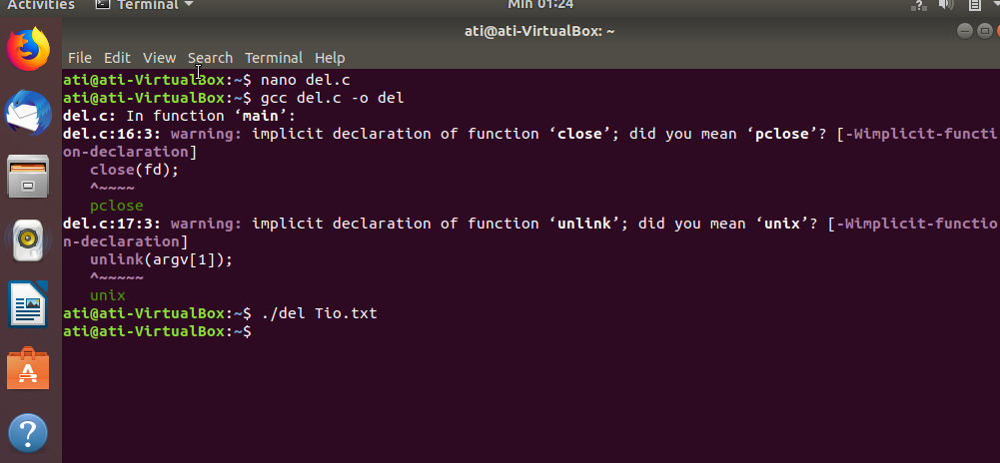 Activities Terminal Min 01:24
ati@ati-VirtualBox: ~
File Edit View Search Terminal Help
ati@ati-VirtualBox:~$ nano del.c
ati@ati-VirtualBox:~$ gcc del.c -o del
del.c: In function ‘main’:
del.c:16:3: warning: implicit declaration of function ‘close’; did you mean ‘pclose’? [-Wimplicit-functi
on-declaration]
   close(fd);
   ^~~~~
   pclose
del.c:17:3: warning: implicit declaration of function ‘unlink’; did you mean ‘unix’? [-Wimplicit-functio
n-declaration]
   unlink(argv[1]);
   ^~~~~~
   unix
ati@ati-VirtualBox:~$ ./del Tio.txt
ati@ati-VirtualBox:~$